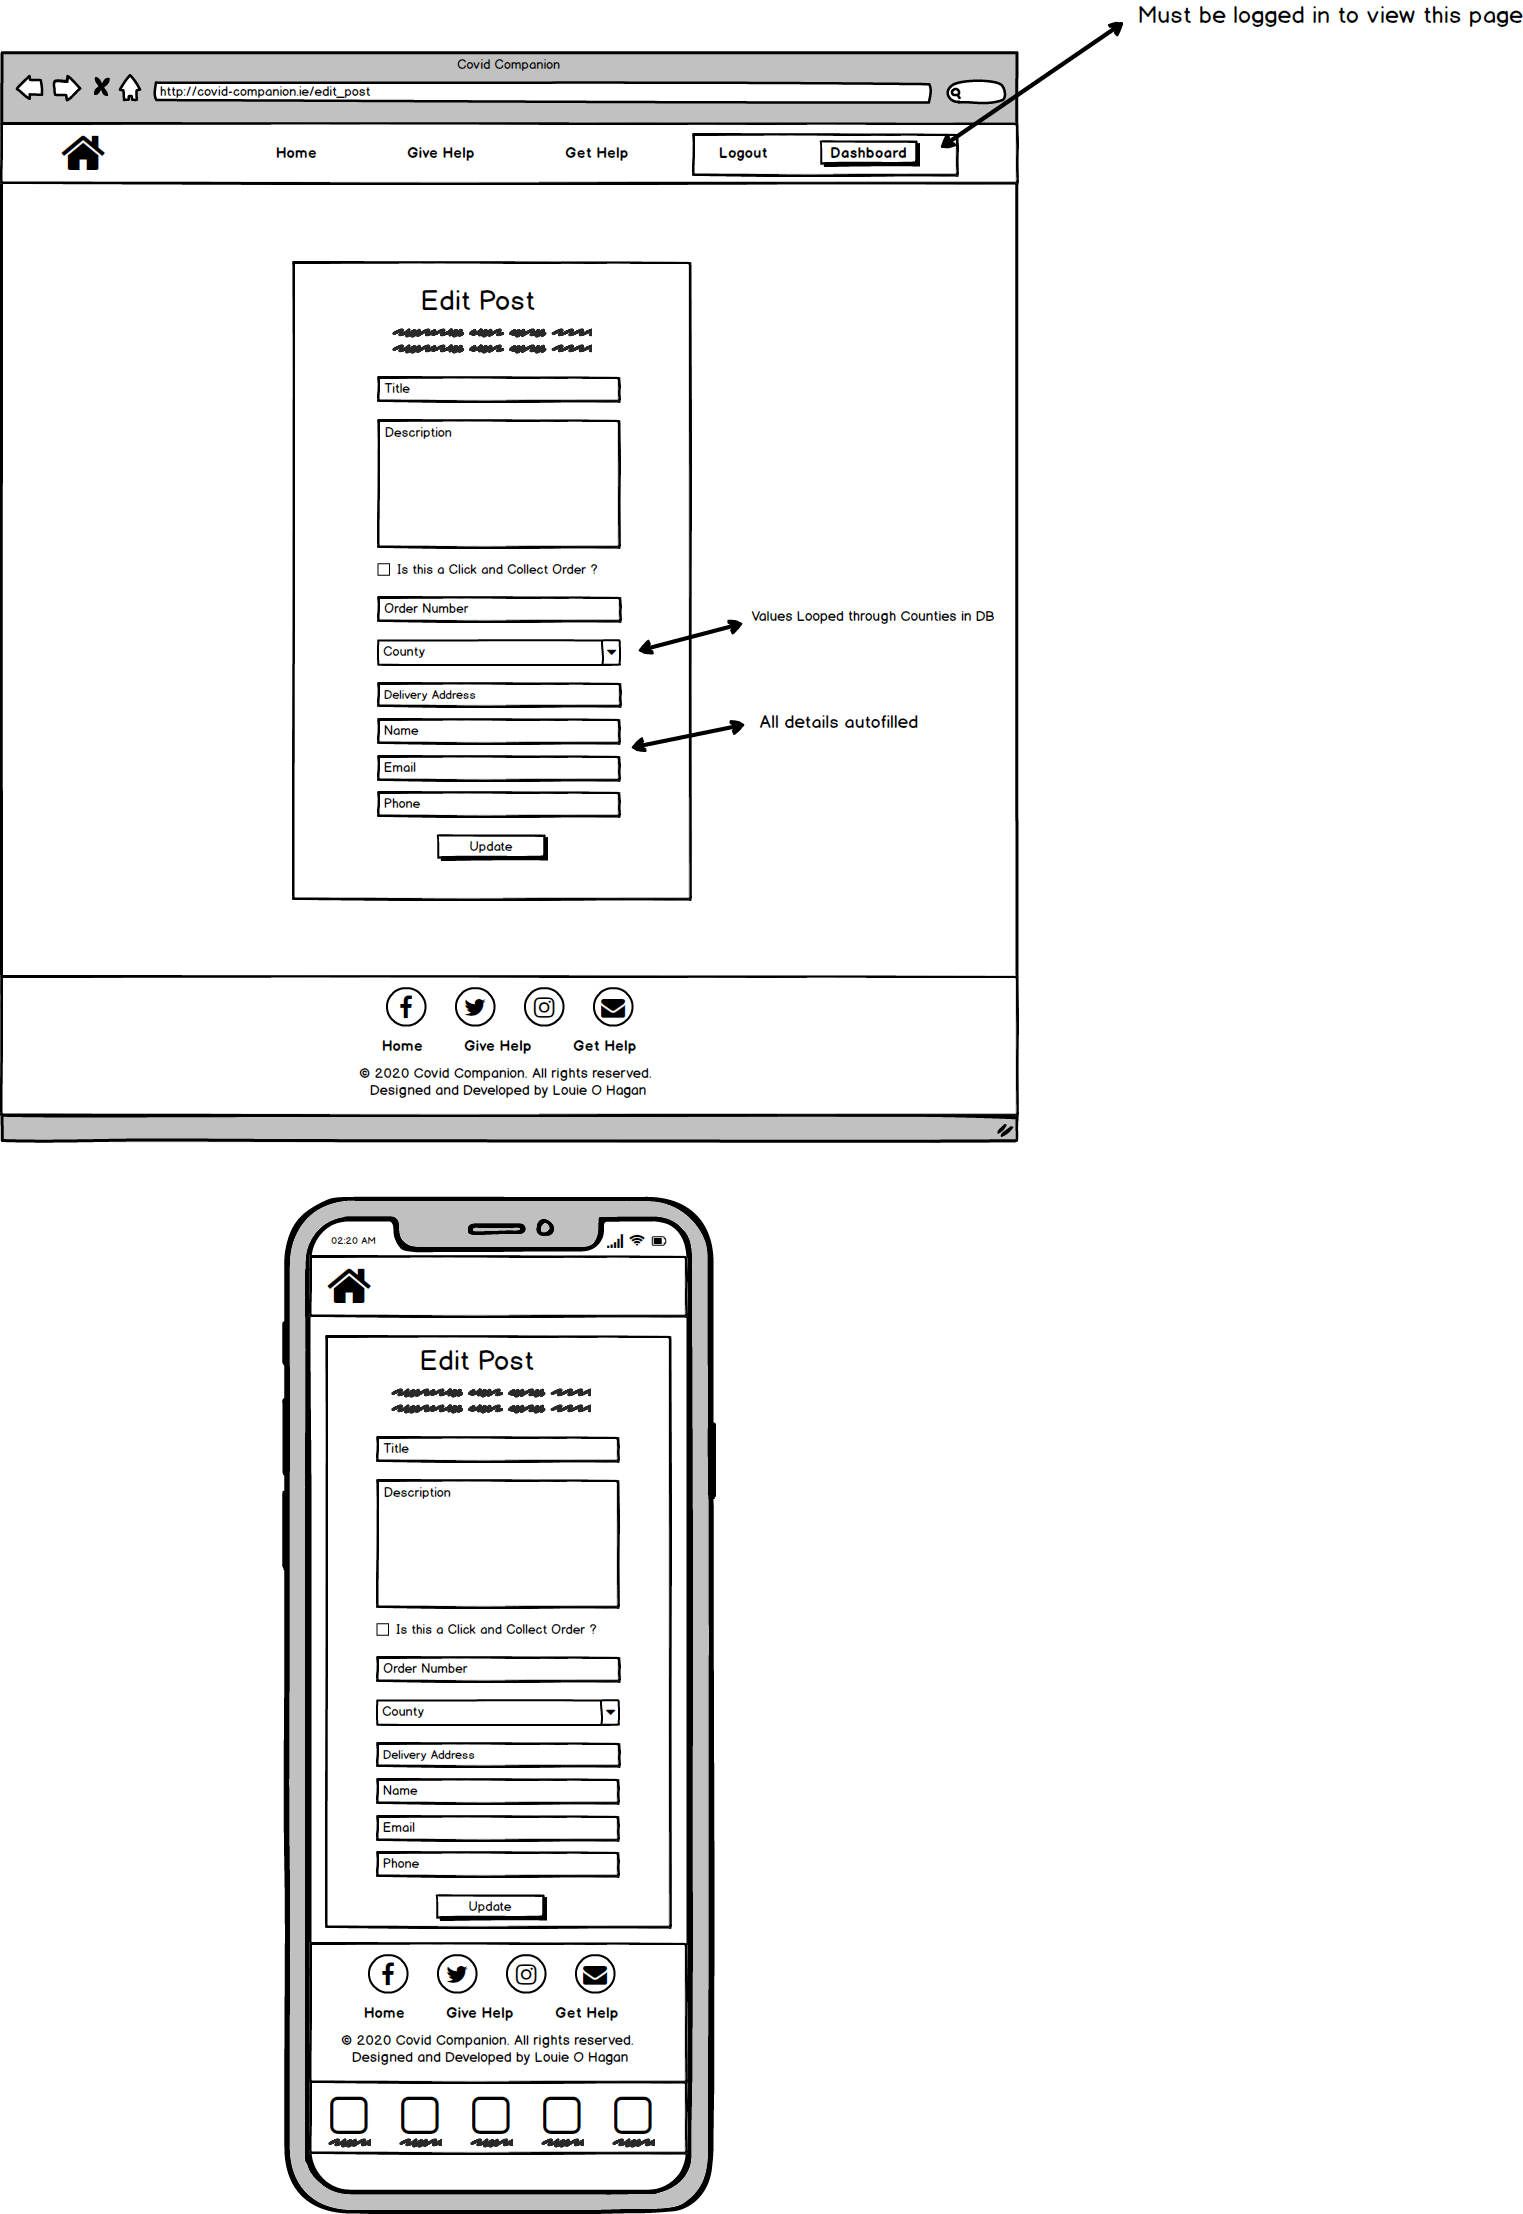 Must be logged in to view this page
Covid Companion
http://covid-companion.ie/edit_post
Home Give Help Get Help Logout Dashboard
Edit Post
Title
Description
Is this a Click and Collect Order ?
Order Number
Values Looped through Counties in DB
County
Delivery Address
All details autofilled
Name
Email
Phone
Update
Home Give Help Get Help
© 2020 Covid Companion. All rights reserved.
Designed and Developed by Louie O Hagan
02:20 AM
Edit Post
Title
Description
Is this a Click and Collect Order ?
Order Number
County
Delivery Address
Name
Email
Phone
Update
Home Give Help Get Help
© 2020 Covid Companion. All rights reserved.
Designed and Developed by Louie O Hagan